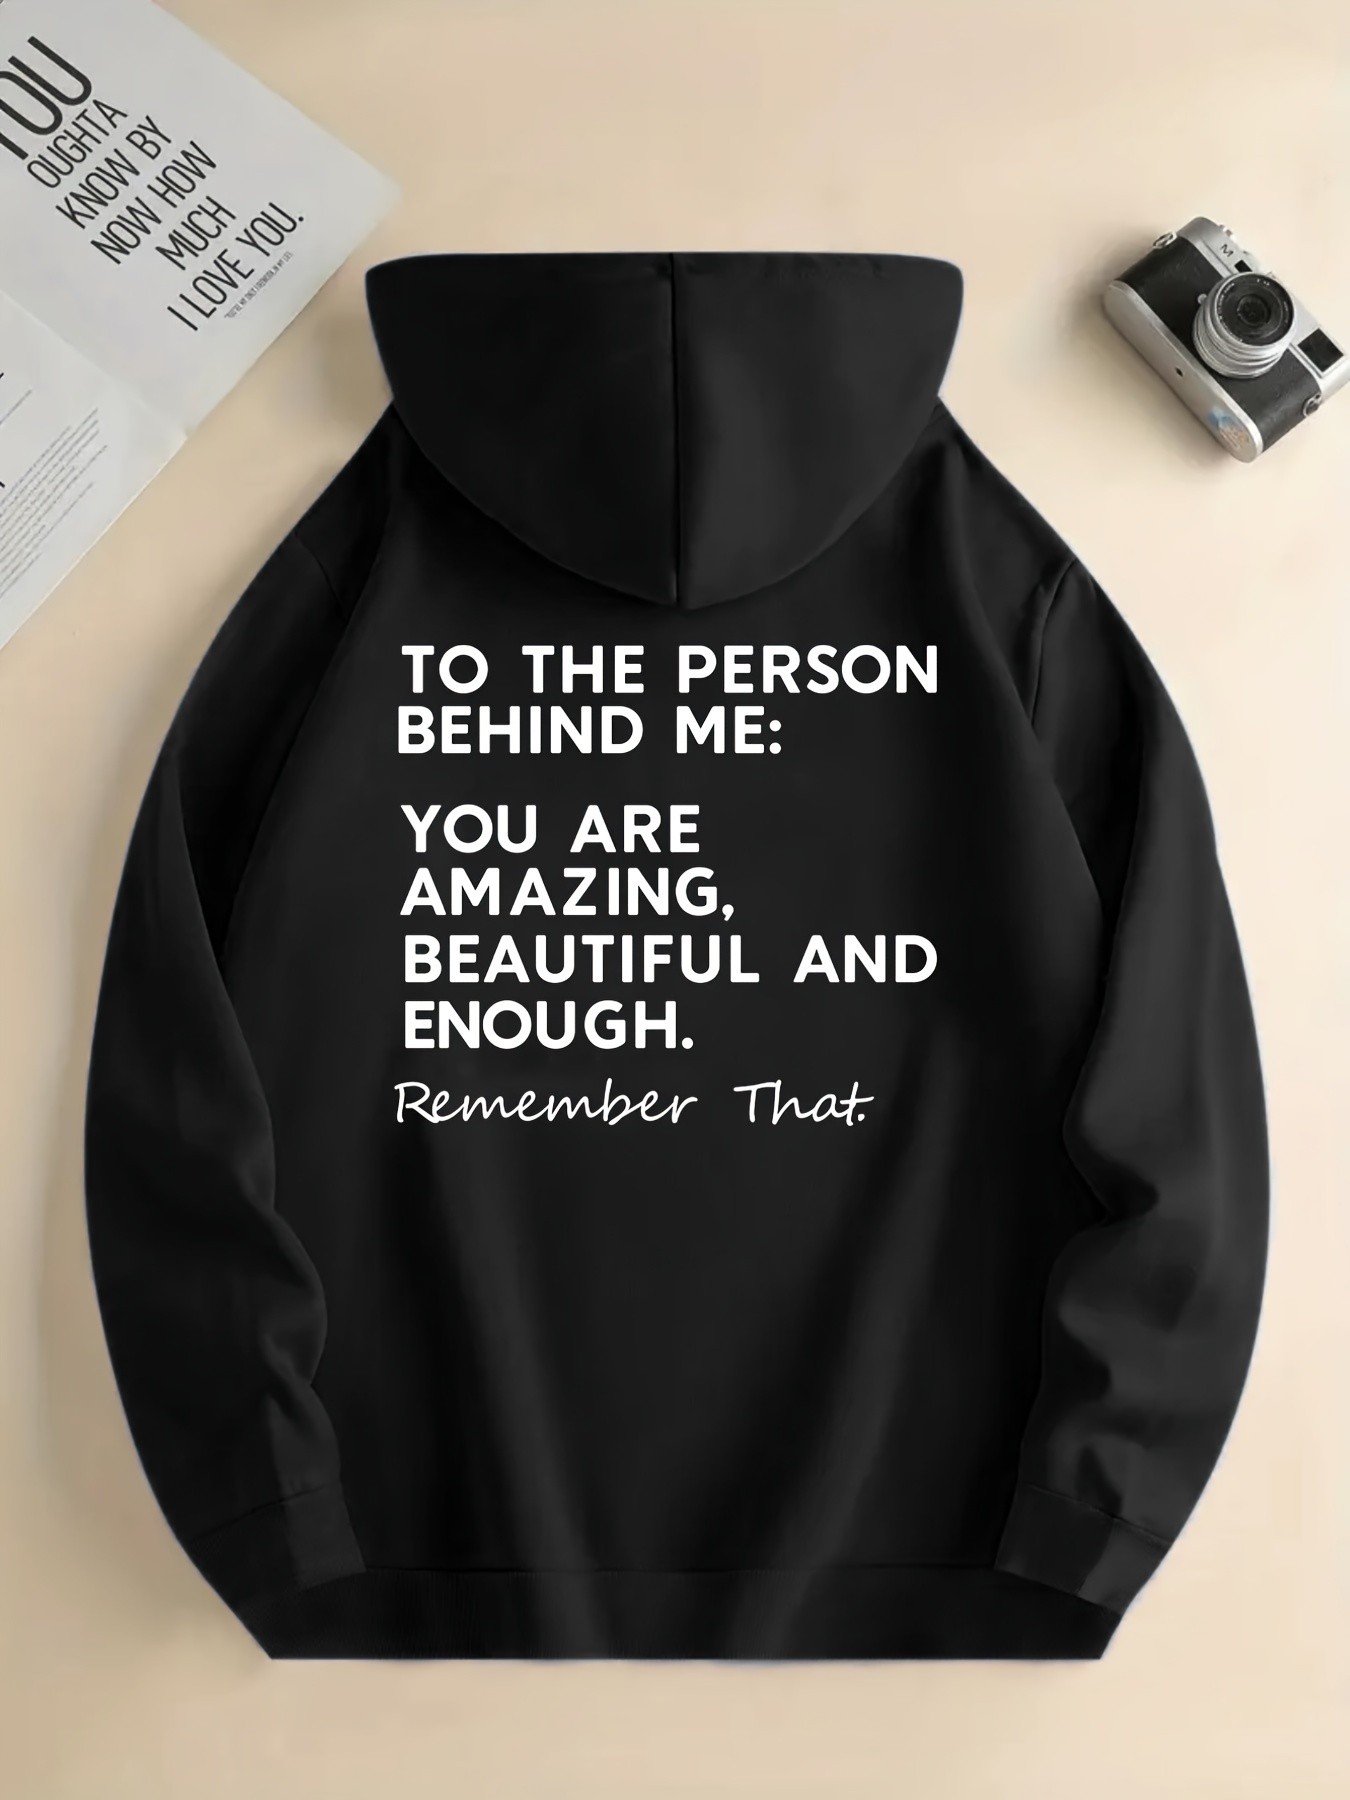 YOU
OUGHTA
KNOW BY
NOW HOW
MUCH
I LOVE YOU.
M
TO THE PERSON
BEHIND ME:
YOU ARE
AMAZING,
BEAUTIFUL AND
ENOUGH.
Remember That.